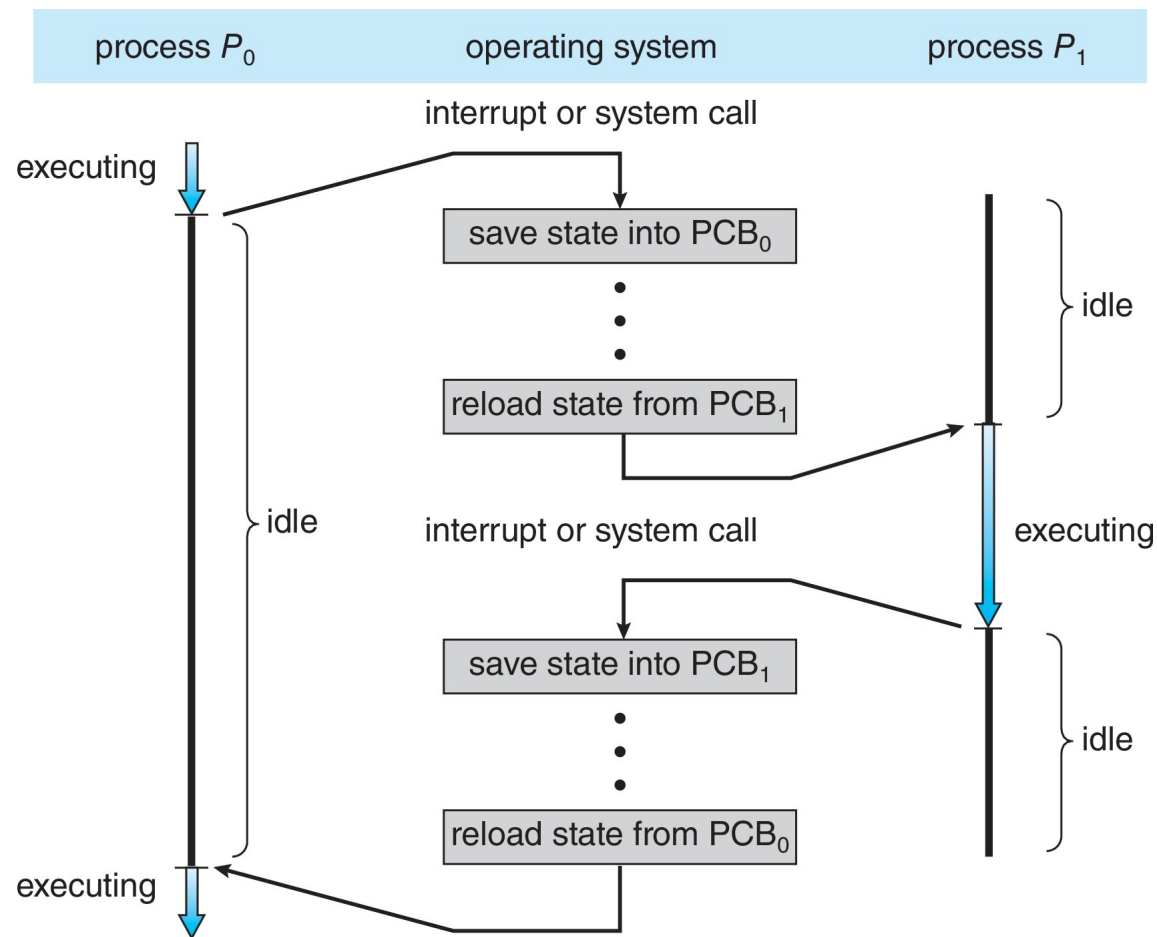 process P₀ operating system process P₁
interrupt or system call
executing
save state into PCB₀
idle
reload state from PCB₁
idle
interrupt or system call
executing
save state into PCB₁
idle
reload state from PCB₀
executing